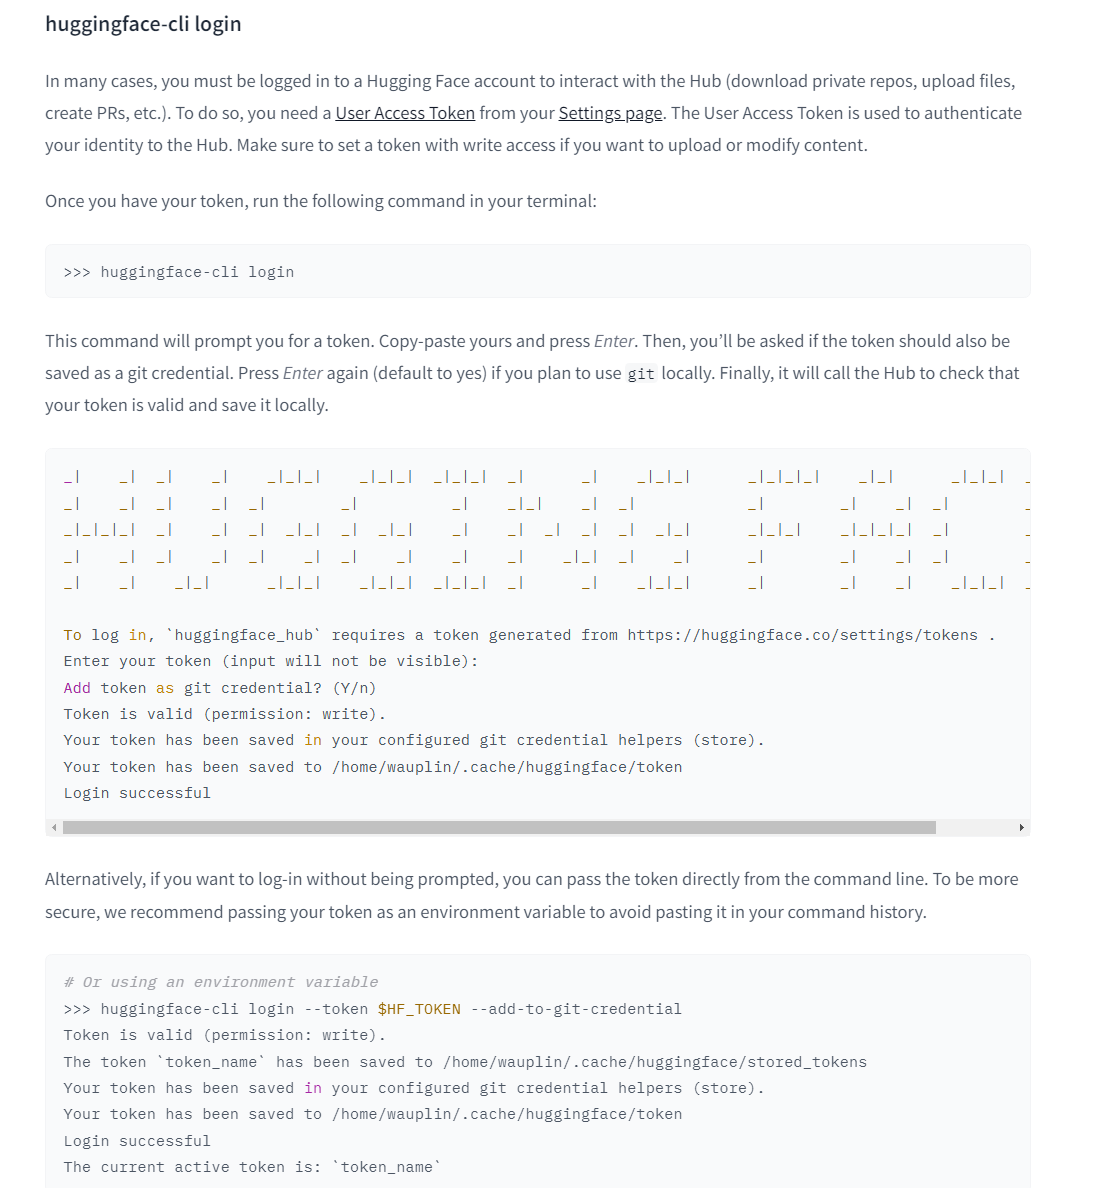 huggingface-cli login
In many cases, you must be logged in to a Hugging Face account to interact with the Hub (download private repos, upload files,
create PRs, etc.). To do so, you need a User Access Token from your Settings page. The User Access Token is used to authenticate
your identity to the Hub. Make sure to set a token with write access if you want to upload or modify content.
Once you have your token, run the following command in your terminal:
>>> huggingface-cli login
This command will prompt you for a token. Copy-paste yours and press Enter. Then, you’ll be asked if the token should also be
saved as a git credential. Press Enter again (default to yes) if you plan to use git locally. Finally, it will call the Hub to check that
your token is valid and save it locally.
_|    _|  _|    _|    _|_|_|    _|_|_|  _|_|_|  _|      _|    _|_|_|      _|_|_|_|    _|_|      _|_|_|  _
_|    _|  _|    _|  _|        _|          _|    _|_|    _|  _|            _|        _|    _|  _|        _
_|_|_|_|  _|    _|  _|  _|_|  _|  _|_|    _|    _|  _|  _|  _|  _|_|      _|_|_|    _|_|_|_|  _|        _
_|    _|  _|    _|  _|    _|  _|    _|    _|    _|    _|_|  _|    _|      _|        _|    _|  _|        _
_|    _|    _|_|      _|_|_|    _|_|_|  _|_|_|  _|      _|    _|_|_|      _|        _|    _|    _|_|_|  _
To log in, `huggingface_hub` requires a token generated from https://huggingface.co/settings/tokens .
Enter your token (input will not be visible):
Add token as git credential? (Y/n)
Token is valid (permission: write).
Your token has been saved in your configured git credential helpers (store).
Your token has been saved to /home/wauplin/.cache/huggingface/token
Login successful
Alternatively, if you want to log-in without being prompted, you can pass the token directly from the command line. To be more
secure, we recommend passing your token as an environment variable to avoid pasting it in your command history.
# Or using an environment variable
>>> huggingface-cli login --token $HF_TOKEN --add-to-git-credential
Token is valid (permission: write).
The token `token_name` has been saved to /home/wauplin/.cache/huggingface/stored_tokens
Your token has been saved in your configured git credential helpers (store).
Your token has been saved to /home/wauplin/.cache/huggingface/token
Login successful
The current active token is: `token_name`